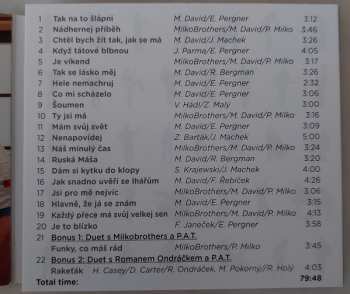 1 Tak na to šlápni M. David/E. Pergner 3:12
2 Nádhernej příběh MilkoBrothers/M. David/P. Milko 3:46
3 Chtěl bych žít tak, jak se má M. David/J. Machek 3:26
4 Když tátové blbnou J. Parma/E. Pergner 4:05
5 Je víkend MilkoBrothers/M. David/P. Milko 3:17
6 Tak se lásko měj M. David/R. Bergman 3:26
7 Hele nemachruj M. David/E. Pergner 2:32
8 Co mi scházelo M. David/E. Pergner 3:06
9 Šoumen V. Hádl/Z. Malý 3:00
10 Ty jsi má MilkoBrothers/M. David/P. Milko 3:16
11 Mám svůj svět M. David/E. Pergner 3:09
12 Nenapovídej Z. Barták/J. Machek 5:00
13 Náš minulý čas MilkoBrothers/M. David/P. Milko 3:24
14 Ruská Máša M. David/R. Bergman 3:20
15 Dám si kytku do klopy S. Krajewski/J. Machek 3:51
16 Jak snadno uvěří se lhářům M. David/F. Řebíček 4:26
17 Jsi pro mě nejvíc MilkoBrothers/M. David/P. Milko 3:06
18 Hlavně, že já se znám M. David/E. Pergner 3:15
19 Každý přece má svůj velkej sen MilkoBrothers/M. David/P. Milko 4:13
20 Je to blízko F. Janeček/E. Pergner 3:58
21 Bonus 1: Duet s Milkobrothers a P.A.T.
Funky, co máš rád MilkoBrothers/P. Milko 3:45
22 Bonus 2: Duet s Romanem Ondráčkem a P.A.T.
Raketák H. Casey/D. Carter/R. Ondráček, M. Pokorný/R. Holý 4:03
Total time: 79:48